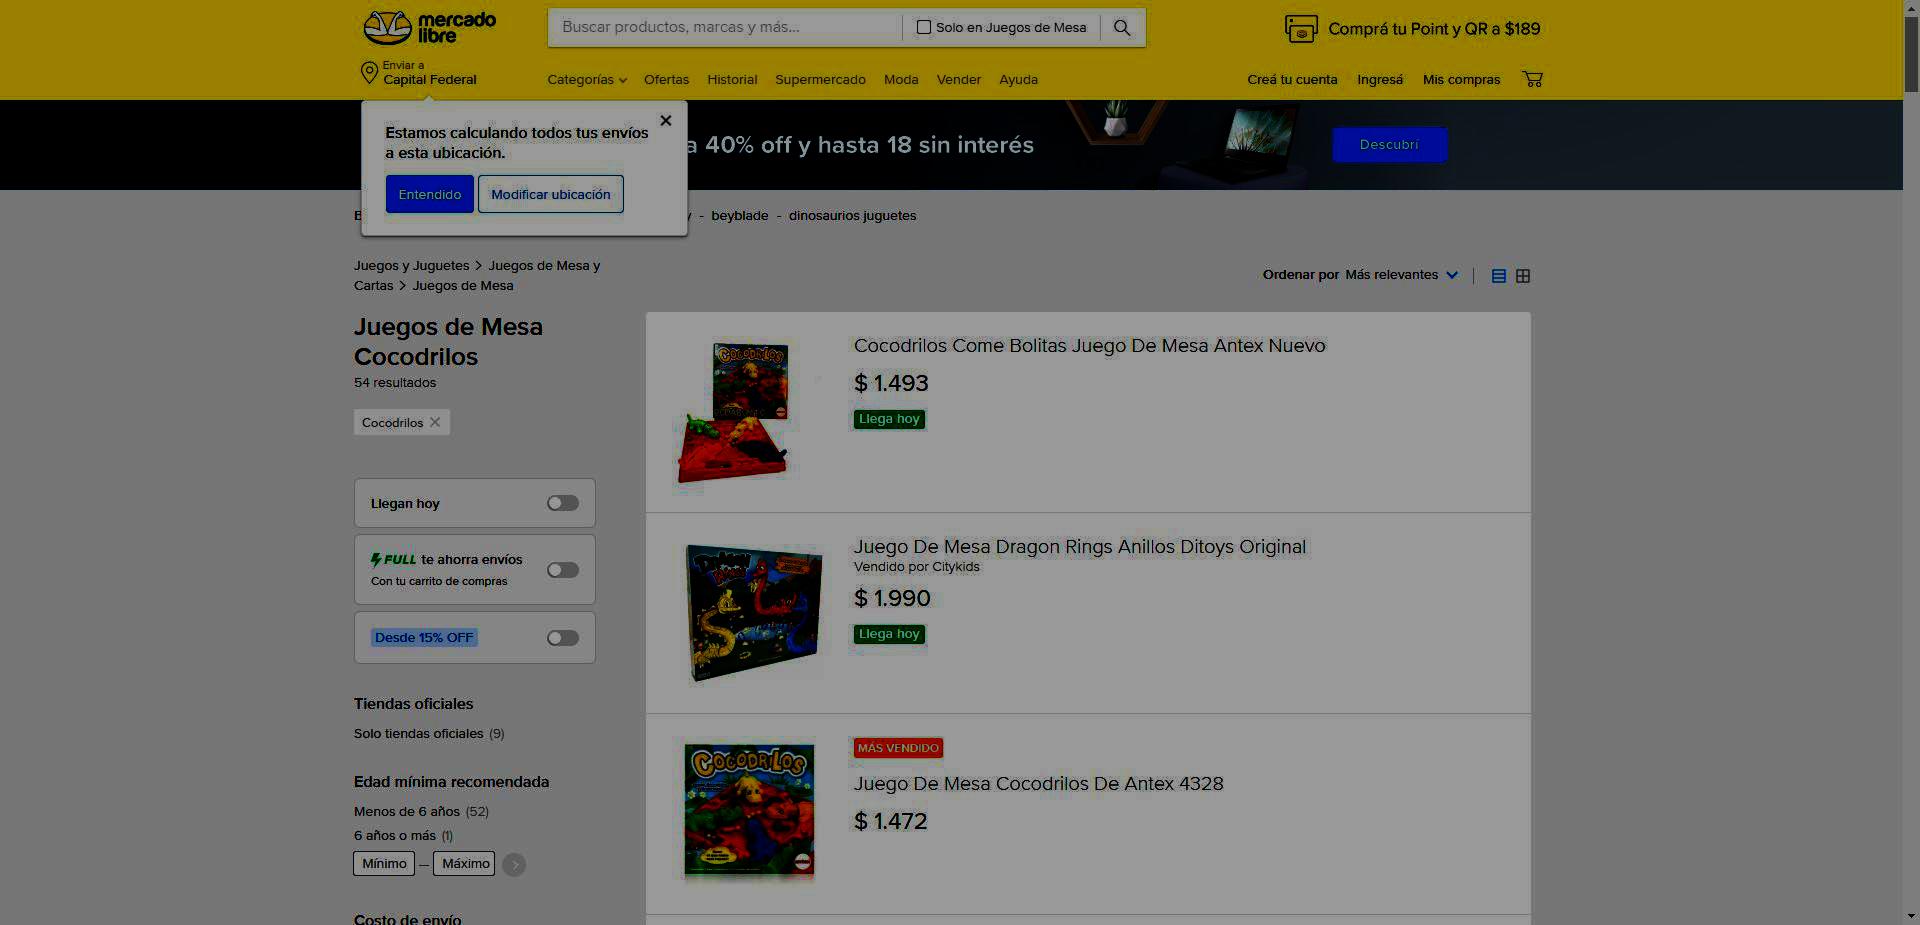 mercado
libre
Buscar productos, marcas y más...
Solo en Juegos de Mesa
Comprá tu Point y QR a $189
Enviar a
Capital Federal
Categorías
Ofertas
Historial
Supermercado
Moda
Vender
Ayuda
Creá tu cuenta
Ingresá
Mis compras
Estamos calculando todos tus envíos
a esta ubicación.
Entendido
Modificar ubicación
a 40% off y hasta 18 sin interés
Descubrí
B
y - beyblade - dinosaurios juguetes
Juegos y Juguetes > Juegos de Mesa y
Cartas > Juegos de Mesa
Ordenar por Más relevantes
Juegos de Mesa
Cocodrilos
54 resultados
Cocodrilos
Llegan hoy
FULL te ahorra envíos
Con tu carrito de compras
Desde 15% OFF
Tiendas oficiales
Solo tiendas oficiales (9)
Edad mínima recomendada
Menos de 6 años (52)
6 años o más (1)
Mínimo — Máximo
Costo de envío
COCODRILOS
Cocodrilos Come Bolitas Juego De Mesa Antex Nuevo
$ 1.493
Llega hoy
Juego De Mesa Dragon Rings Anillos Ditoys Original
Vendido por Citykids
$ 1.990
Llega hoy
COCODRILOS
MÁS VENDIDO
Juego De Mesa Cocodrilos De Antex 4328
$ 1.472